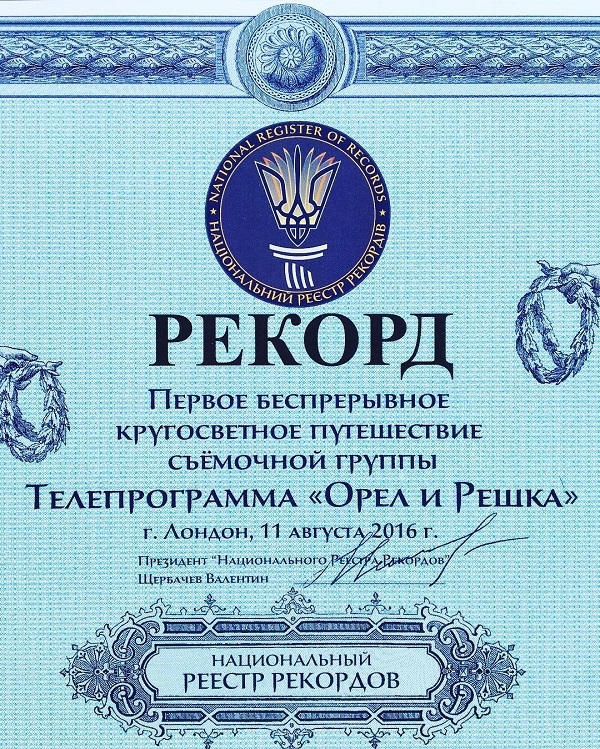 NATIONAL REGISTER OF RECORDS
НАЦІОНАЛЬНИЙ РЕЄСТР РЕКОРДІВ
РЕКОРД
Первое беспрерывное
кругосветное путешествие
съёмочной группы
Телепрограмма «Орел и Решка»
г. Лондон, 11 августа 2016 г.
Президент "Национального Реестра Рекордов"
Щербачев Валентин
НАЦИОНАЛЬНЫЙ
РЕЕСТР РЕКОРДОВ